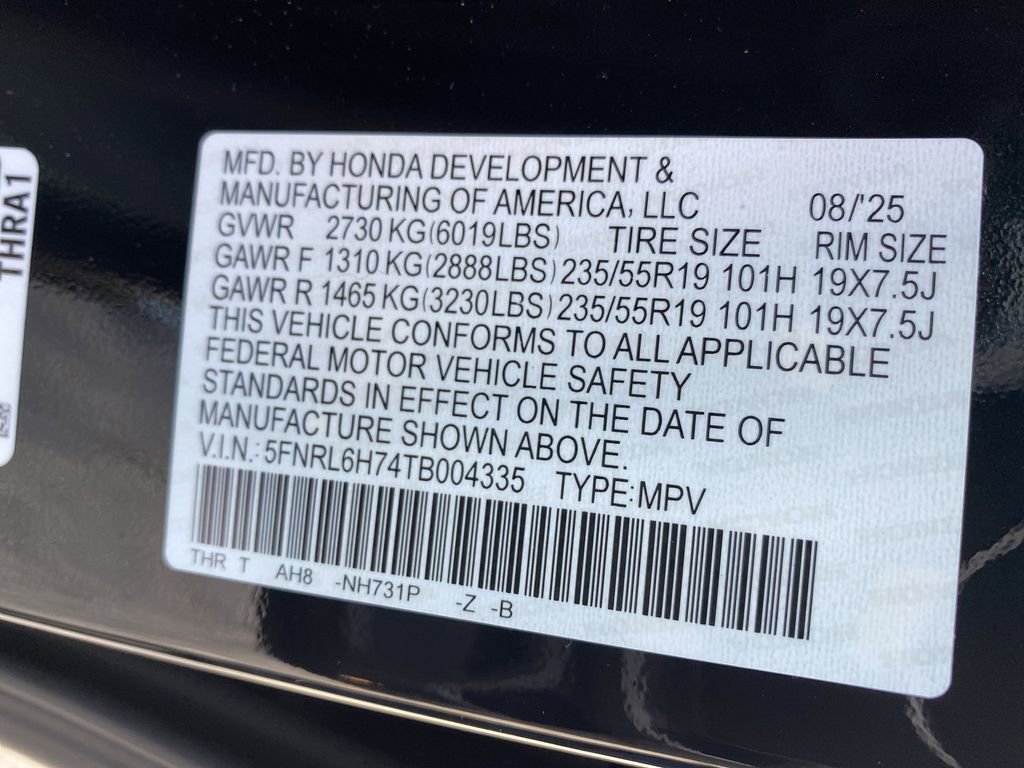 MFD. BY HONDA DEVELOPMENT &
MANUFACTURING OF AMERICA, LLC 08/'25
GVWR 2730 KG(6019LBS) TIRE SIZE RIM SIZE
GAWR F 1310 KG(2888LBS) 235/55R19 101H 19X7.5J
GAWR R 1465 KG(3230LBS) 235/55R19 101H 19X7.5J
THIS VEHICLE CONFORMS TO ALL APPLICABLE
FEDERAL MOTOR VEHICLE SAFETY
STANDARDS IN EFFECT ON THE DATE OF
MANUFACTURE SHOWN ABOVE.
V.I.N.: 5FNRL6H74TB004335 TYPE:MPV
THR T AH8 -NH731P -Z -B
THRA1